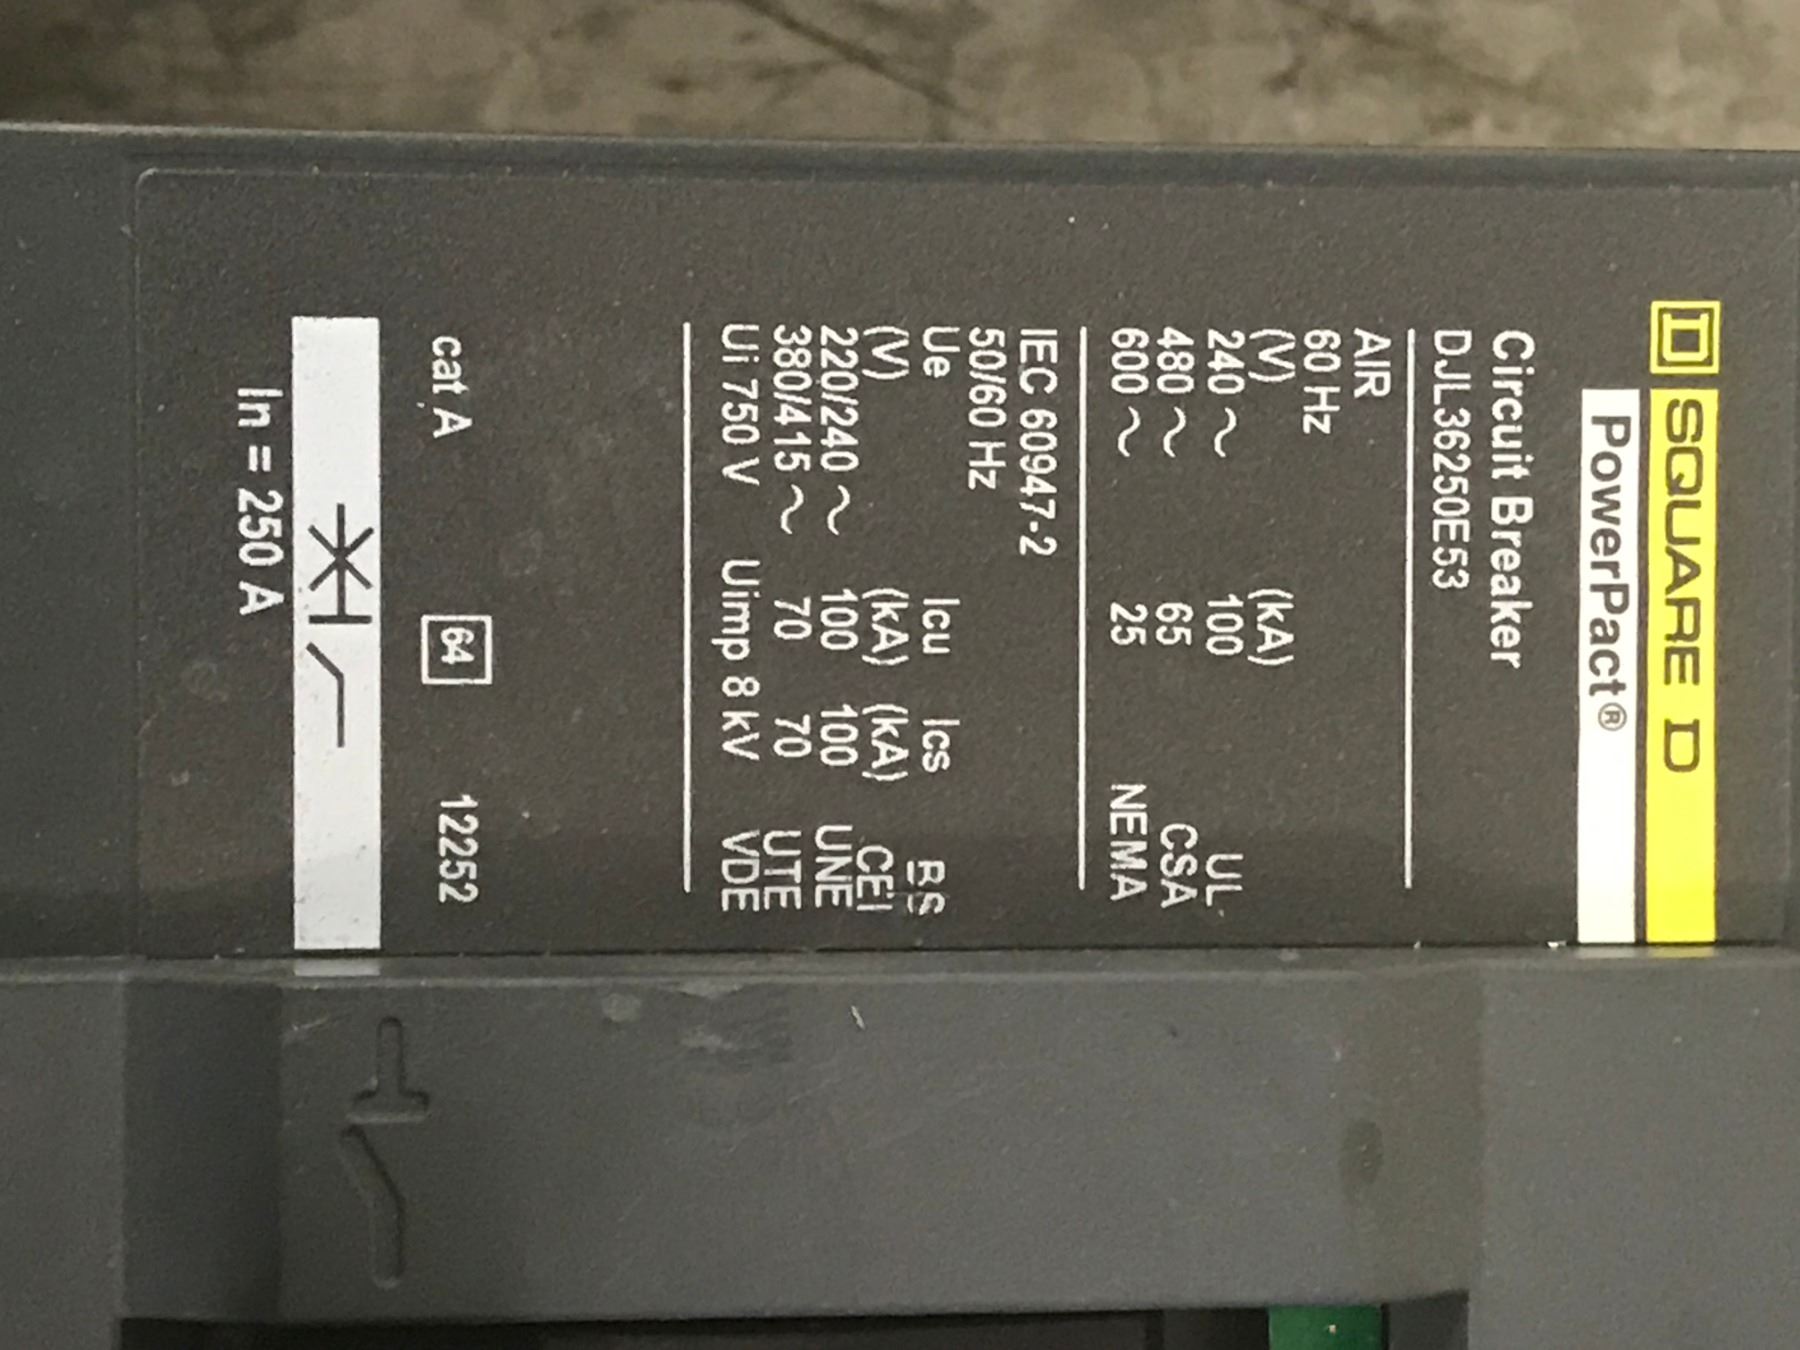 SQUARE D
PowerPact®
Circuit Breaker
DJL36250E53
AIR
60 Hz
(V) (kA)
240 ~ 100 UL
480 ~ 65 CSA
600 ~ 25 NEMA
IEC 60947-2
50/60 Hz
Ue Icu Ics BS
(V) (kA) (kA) CEI
220/240 ~ 100 100 UNE
380/415 ~ 70 70 UTE
Ui 750 V Uimp 8 kV VDE
cat A 64 12252
In = 250 A